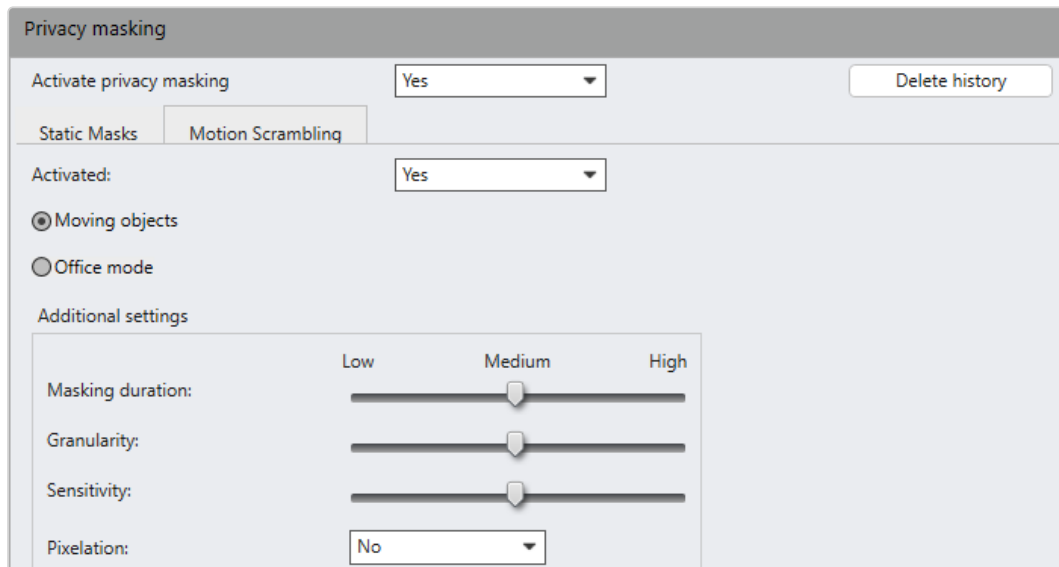 Privacy masking
Activate privacy masking Yes Delete history
Static Masks Motion Scrambling
Activated: Yes
Moving objects
Office mode
Additional settings
Low Medium High
Masking duration:
Granularity:
Sensitivity:
Pixelation: No